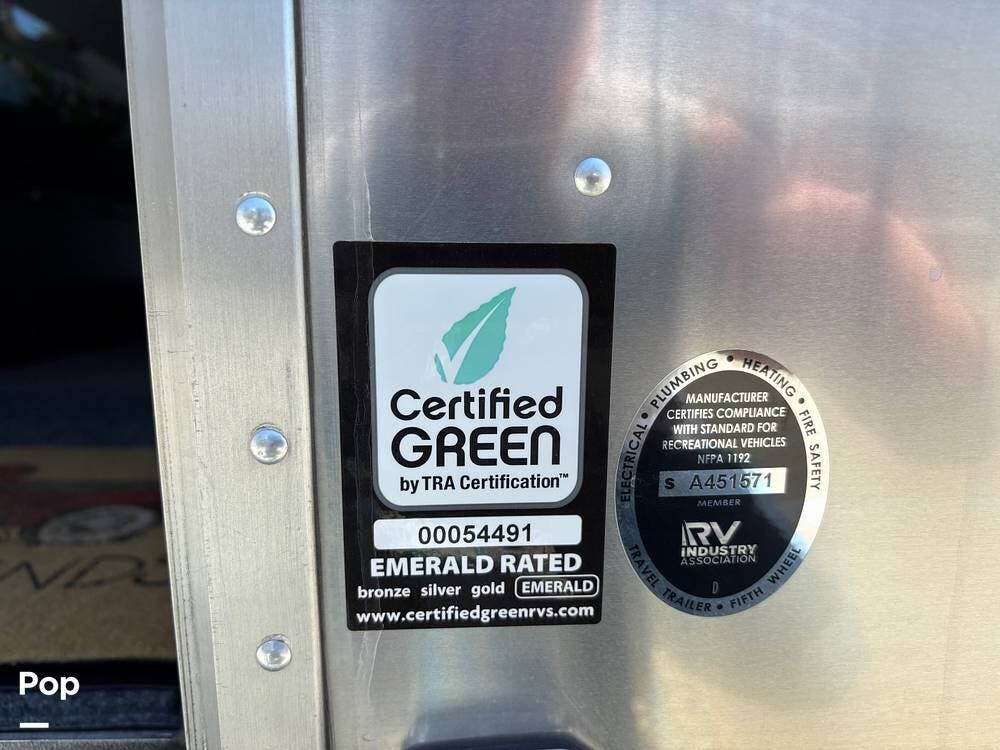 Certified
GREEN
by TRA Certification™
00054491
EMERALD RATED
bronze silver gold EMERALD
www.certifiedgreenrvs.com
ELECTRICAL • PLUMBING • HEATING • FIRE SAFETY
MANUFACTURER
CERTIFIES COMPLIANCE
WITH STANDARD FOR
RECREATIONAL VEHICLES
NFPA 1192
S A451571
MEMBER
RV
INDUSTRY
ASSOCIATION
D
TRAVEL TRAILER • FIFTH WHEEL
Pop